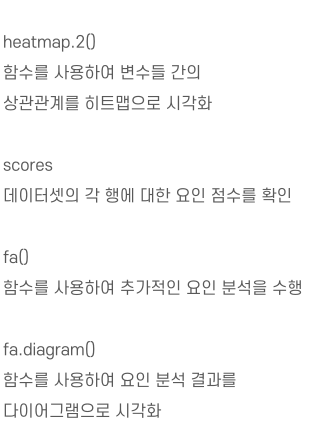 heatmap.2()
함수를 사용하여 변수들 간의
상관관계를 히트맵으로 시각화
scores
데이터셋의 각 행에 대한 요인 점수를 확인
fa()
함수를 사용하여 추가적인 요인 분석을 수행
fa.diagram()
함수를 사용하여 요인 분석 결과를
다이어그램으로 시각화